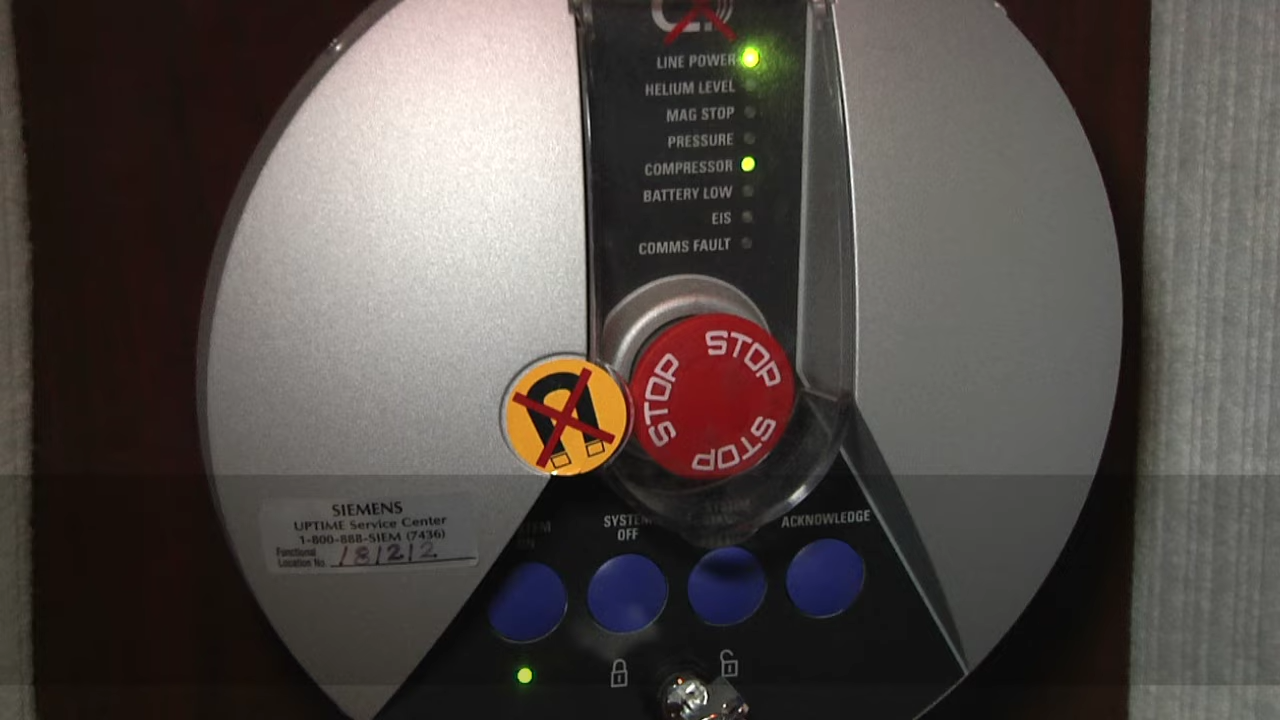 LINE POWER
HELIUM LEVEL
MAG STOP
PRESSURE
COMPRESSOR
BATTERY LOW
EIS
COMMS FAULT
STOP
STOP
STOP
SIEMENS
UPTIME Service Center
1-800-888-SIEM (7436)
Functional
Location No. 181212
SYSTEM
OFF
SYSTEM
ACKNOWLEDGE